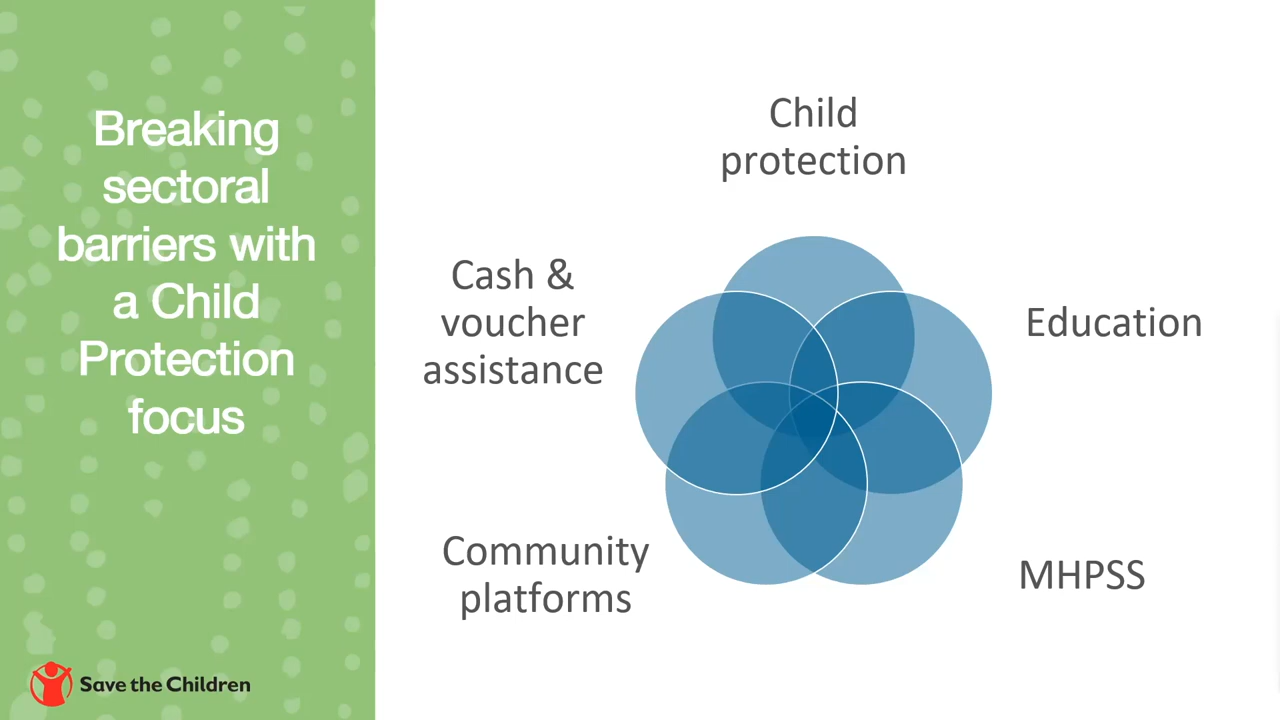 Breaking
sectoral
barriers with
a Child
Protection
focus
Save the Children
Child
protection
Cash &
voucher
assistance
Education
Community
platforms
MHPSS